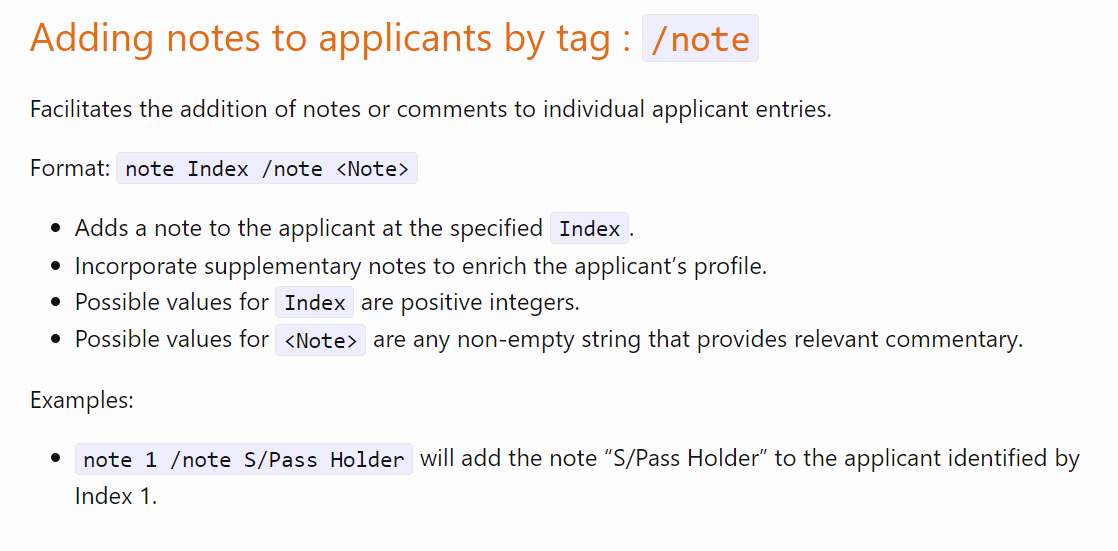 Adding notes to applicants by tag : /note
Facilitates the addition of notes or comments to individual applicant entries.
Format: note Index /note <Note>
• Adds a note to the applicant at the specified Index.
• Incorporate supplementary notes to enrich the applicant’s profile.
• Possible values for Index are positive integers.
• Possible values for <Note> are any non-empty string that provides relevant commentary.
Examples:
• note 1 /note S/Pass Holder will add the note “S/Pass Holder” to the applicant identified by
Index 1.